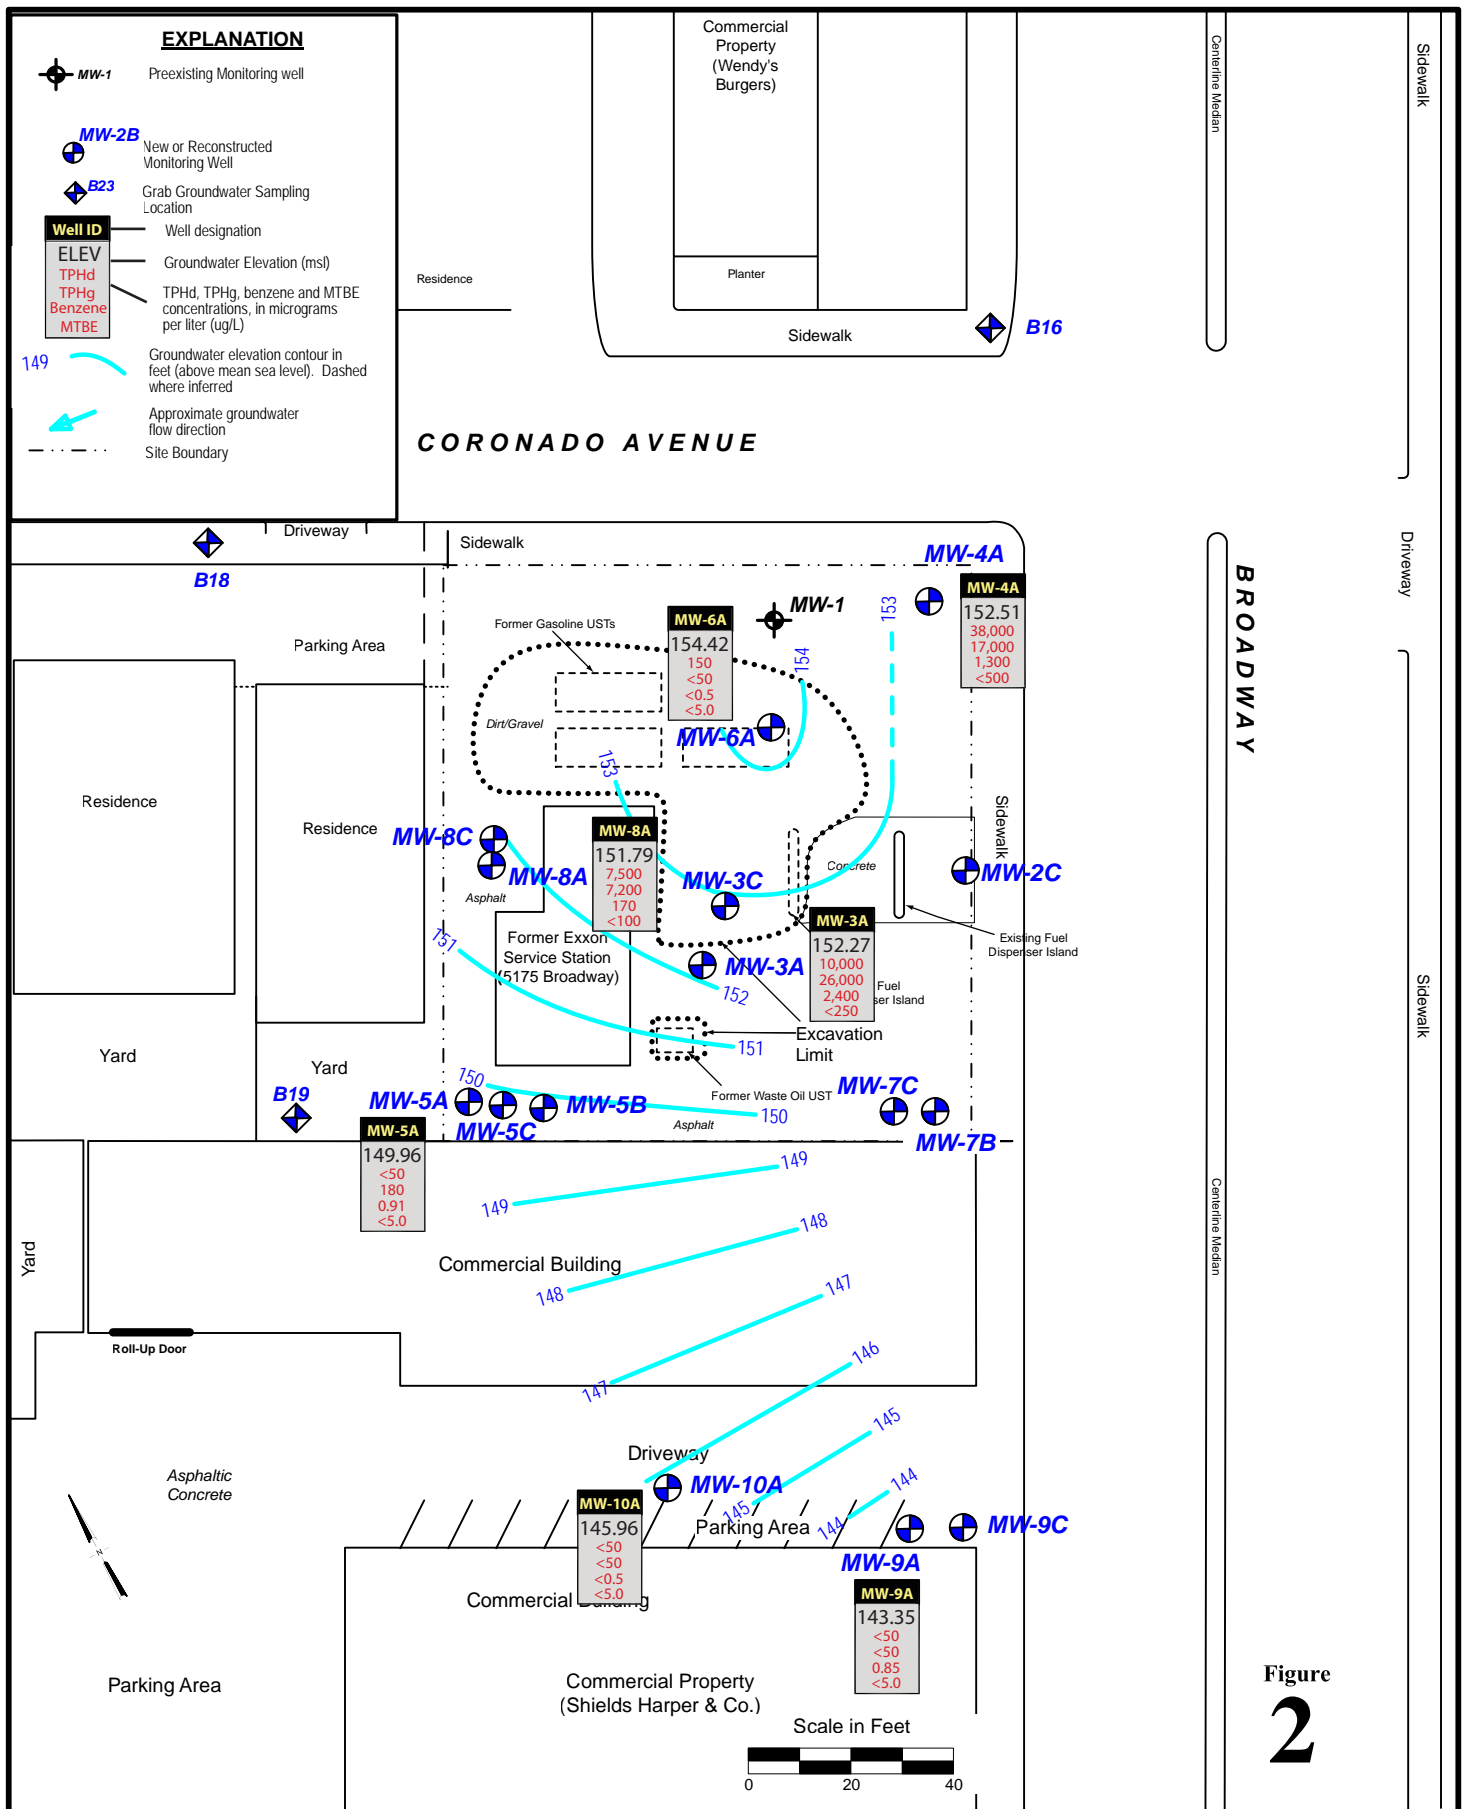 EXPLANATION
MW-1
Preexisting Monitoring well
MW-2B
New or Reconstructed
Monitoring Well
B23
Grab Groundwater Sampling
Location
Well ID
Well designation
ELEV
Groundwater Elevation (msl)
TPHd
TPHg
Benzene
MTBE
TPHd, TPHg, benzene and MTBE
concentrations, in micrograms
per liter (ug/L)
149
Groundwater elevation contour in
feet (above mean sea level). Dashed
where inferred
Approximate groundwater
flow direction
Site Boundary
Commercial
Property
(Wendy's
Burgers)
Residence
Planter
Sidewalk
B16
Centerline Median
Sidewalk
CORONADO AVENUE
BROADWAY
Driveway
Driveway
Sidewalk
B18
Parking Area
Residence
Residence
Former Gasoline USTs
Dirt/Gravel
MW-6A
154.42
150
<50
<0.5
<5.0
MW-1
MW-6A
154
153
MW-4A
MW-4A
152.51
38,000
17,000
1,300
<500
153
MW-8C
MW-8A
Asphalt
MW-8A
151.79
7,500
7,200
170
<100
MW-3C
Concrete
Sidewalk
MW-2C
Former Exxon
Service Station
(5175 Broadway)
MW-3A
MW-3A
152.27
10,000
26,000
2,400
<250
Existing Fuel
Dispenser Island
Fuel
ser Island
151
152
Excavation
Limit
151
Sidewalk
Yard
Yard
B19
150
MW-5A
MW-5C
MW-5B
Former Waste Oil UST
Asphalt
150
MW-7C
MW-7B
MW-5A
149.96
<50
180
0.91
<5.0
149
149
Yard
Commercial Building
148
148
147
147
Centerline Median
Roll-Up Door
146
145
144
Driveway
Asphaltic
Concrete
N
MW-10A
MW-10A
145.96
<50
<50
<0.5
<5.0
145
Parking Area
144
MW-9C
MW-9A
MW-9A
143.35
<50
<50
0.85
<5.0
Commercial Building
Parking Area
Commercial Property
(Shields Harper & Co.)
Scale in Feet
0 20 40
Figure
2